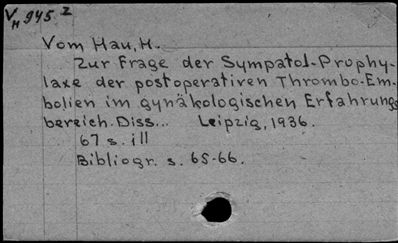 V H 945.2
Vom Hau, H.
Zur Frage der Sympatol-Prophy-
laxe der postoperativen Thrombo-Em-
bolien im gynäkologischen Erfahrungs
bereich. Diss... Leipzig, 1936.
67 s. ill
Bibliogr. s. 65-66.